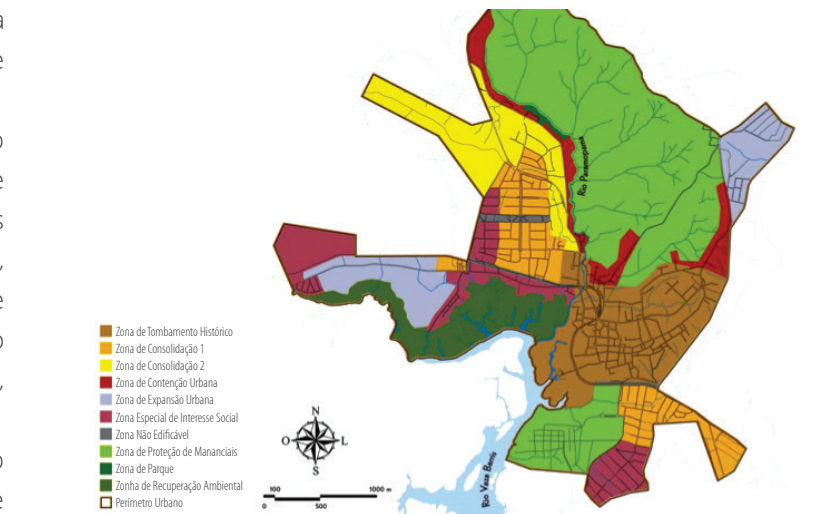 a
e
o
e
s
,
e
o
,
o
e
Rio Paramopama
Zona de Tombamento Histórico
Zona de Consolidação 1
Zona de Consolidação 2
Zona de Contenção Urbana
Zona de Expansão Urbana
Zona Especial de Interesse Social
Zona Não Edificável
Zona de Proteção de Mananciais
Zona de Parque
Zonha de Recuperação Ambiental
Perímetro Urbano
N
O L
S
100 1000 m
0 500
Rio Vaza Barris